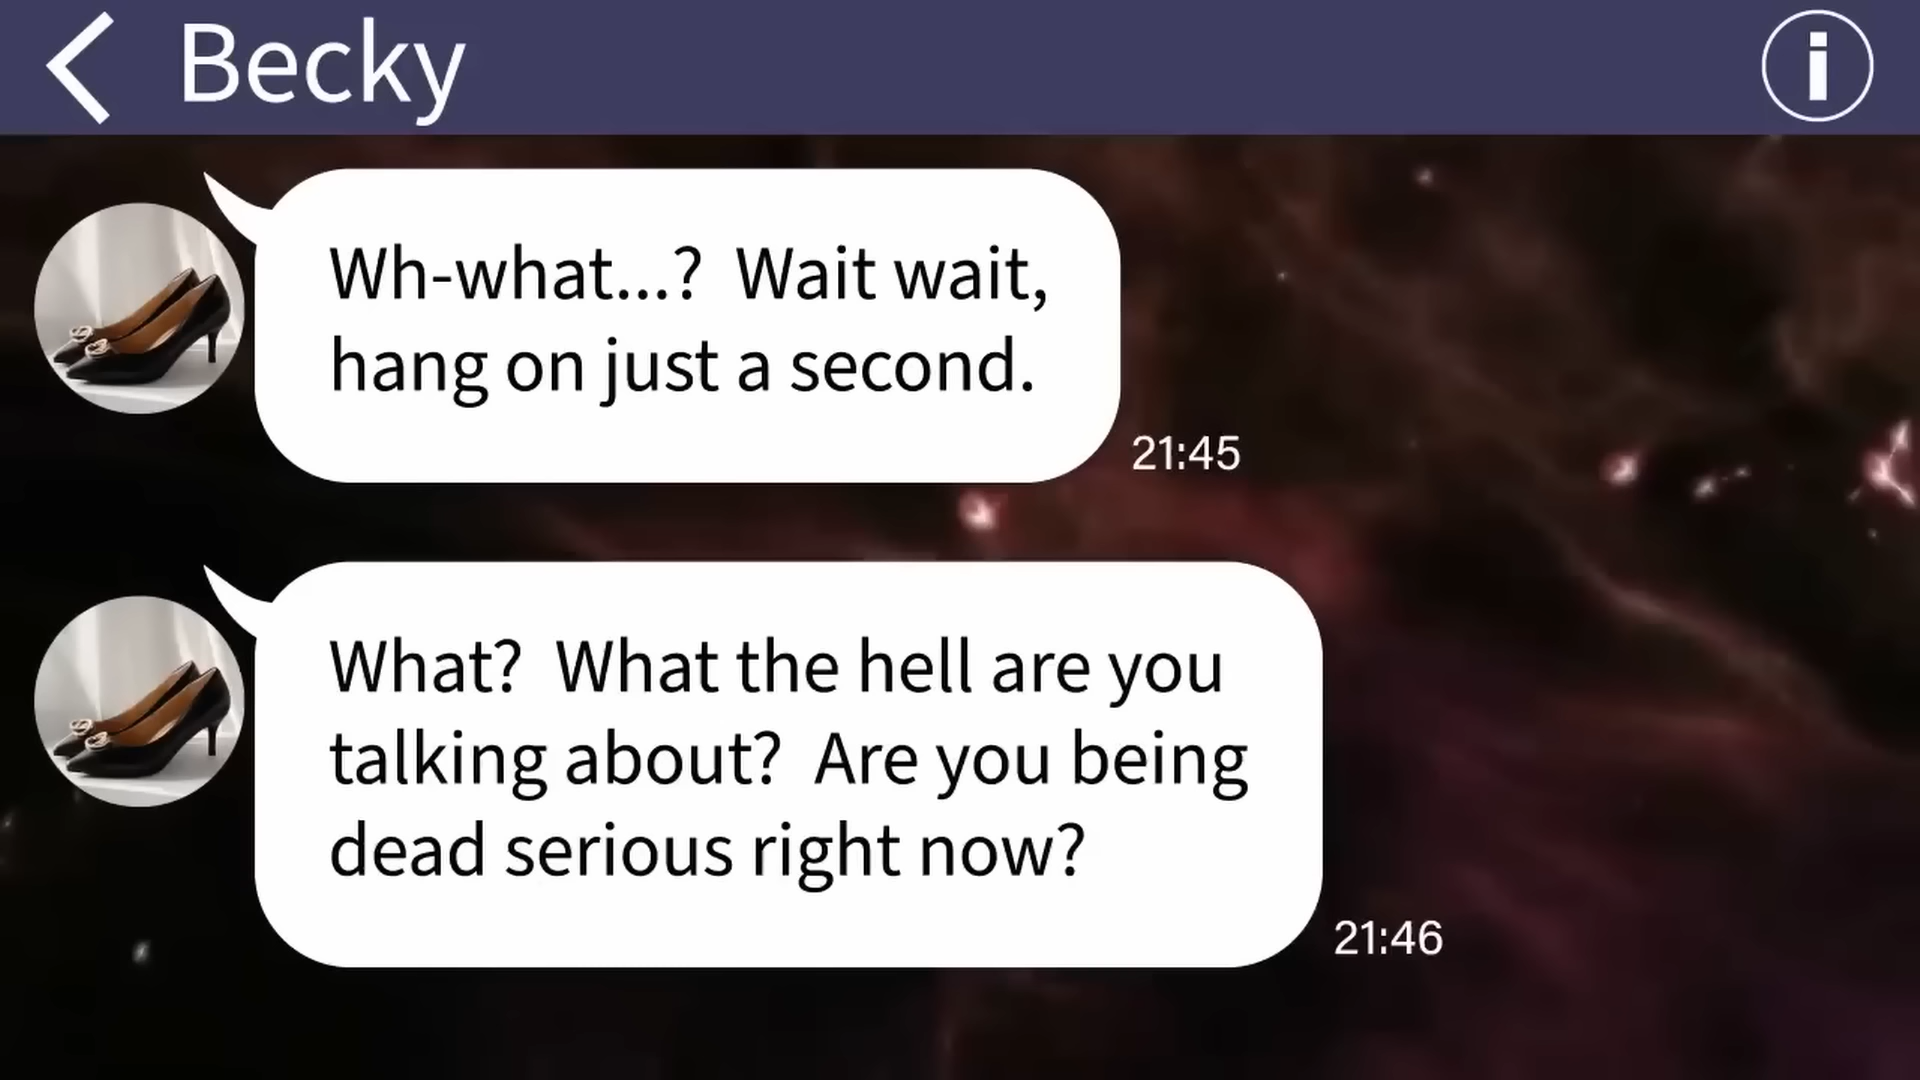 Becky
Wh-what...?  Wait wait,
hang on just a second.
21:45
What?  What the hell are you
talking about?  Are you being
dead serious right now?
21:46